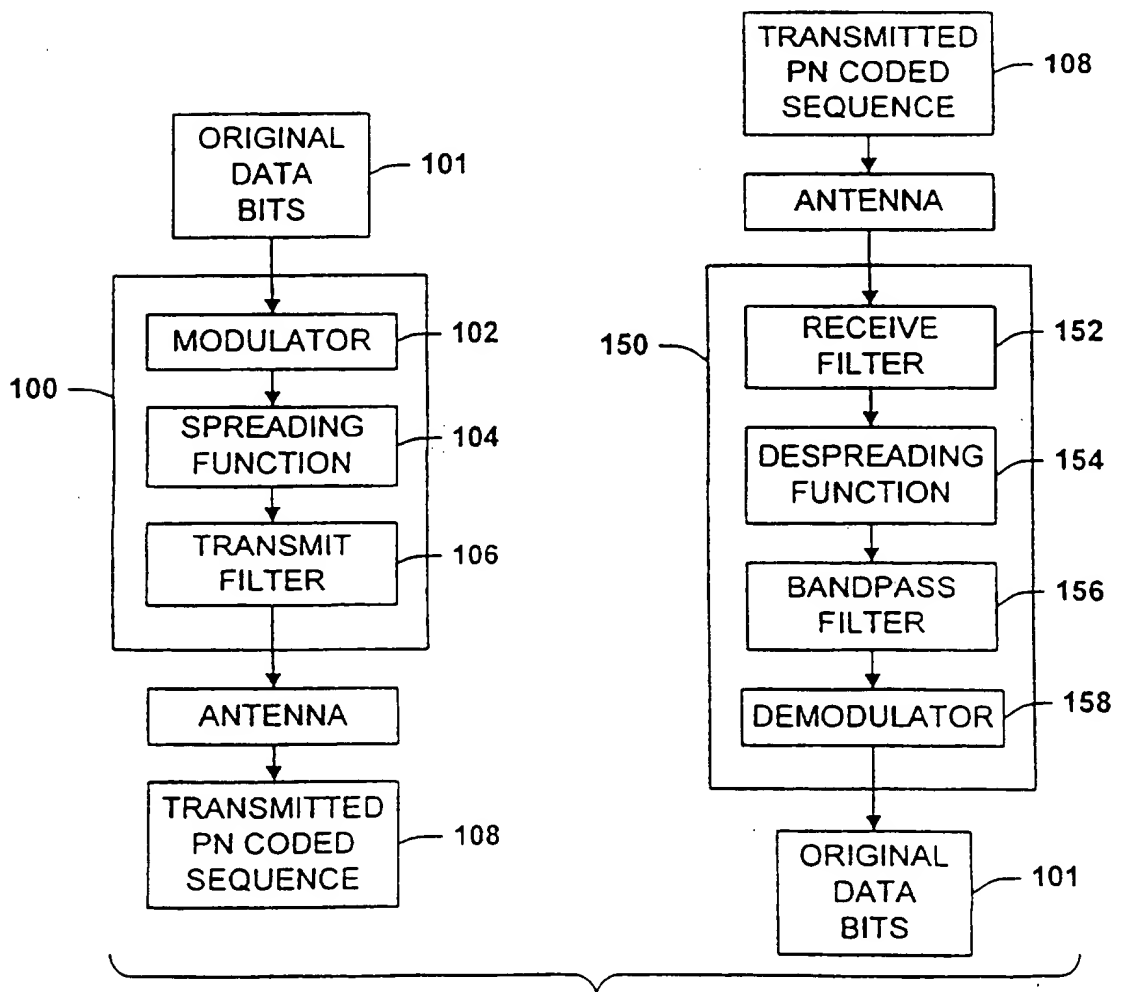 ORIGINAL
DATA
BITS
101
100
MODULATOR
102
SPREADING
FUNCTION
104
TRANSMIT
FILTER
106
ANTENNA
TRANSMITTED
PN CODED
SEQUENCE
108
TRANSMITTED
PN CODED
SEQUENCE
108
ANTENNA
150
RECEIVE
FILTER
152
DESPREADING
FUNCTION
154
BANDPASS
FILTER
156
DEMODULATOR
158
ORIGINAL
DATA
BITS
101